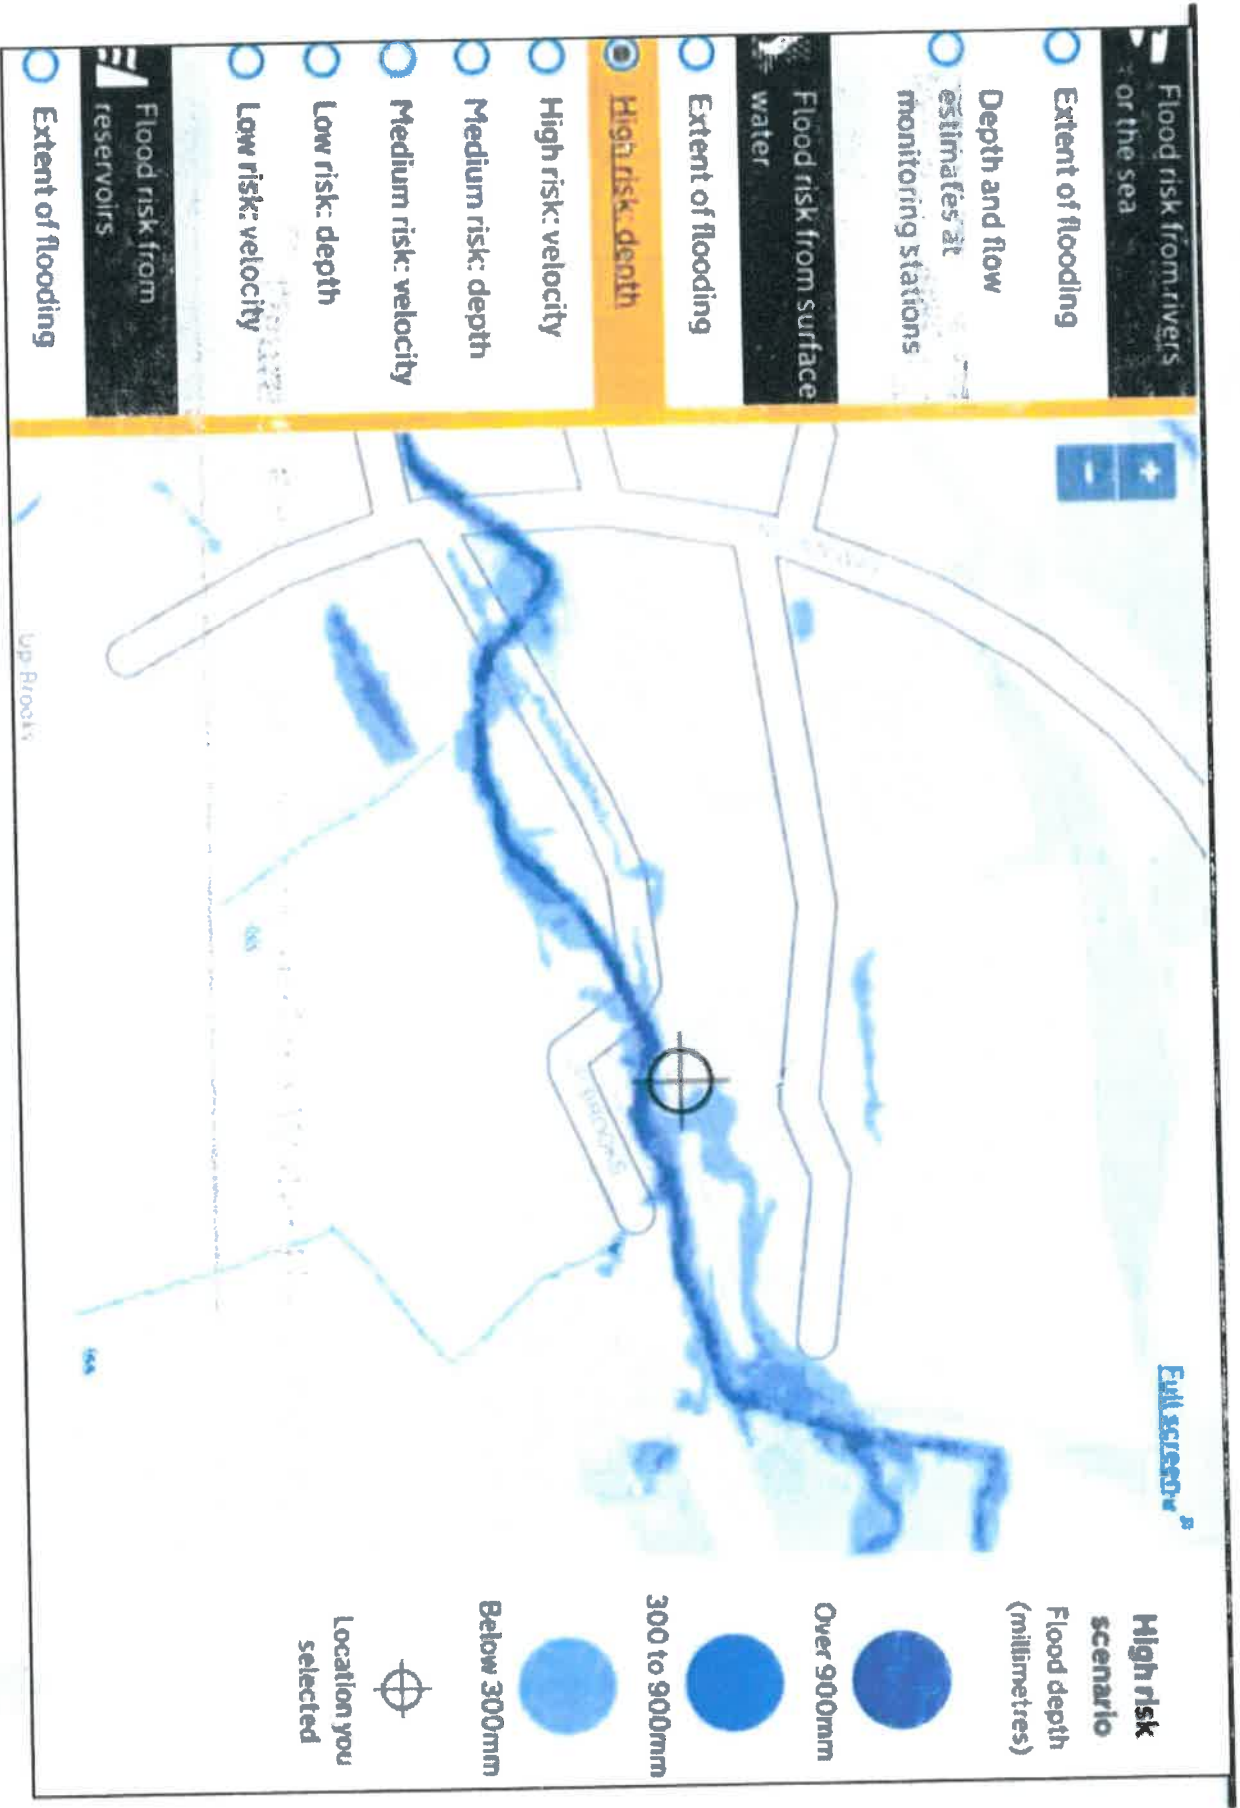 Flood risk from rivers
or the sea
Extent of flooding
Depth and flow
estimates at
monitoring stations
Flood risk from surface
water
Extent of flooding
High risk: depth
High risk: velocity
Medium risk: depth
Medium risk: velocity
Low risk: depth
Low risk: velocity
Flood risk from
reservoirs
Extent of flooding
+
-
Full screen
Up Brooks
BROOKS
High risk
scenario
Flood depth
(millimetres)
Over 900mm
300 to 900mm
Below 300mm
Location you
selected